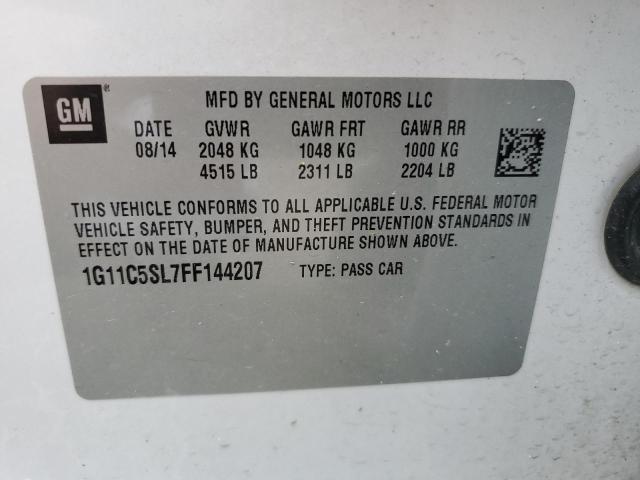 GM
MFD BY GENERAL MOTORS LLC
DATE GVWR GAWR FRT GAWR RR
08/14 2048 KG 1048 KG 1000 KG
4515 LB 2311 LB 2204 LB
THIS VEHICLE CONFORMS TO ALL APPLICABLE U.S. FEDERAL MOTOR
VEHICLE SAFETY, BUMPER, AND THEFT PREVENTION STANDARDS IN
EFFECT ON THE DATE OF MANUFACTURE SHOWN ABOVE.
1G11C5SL7FF144207 TYPE: PASS CAR